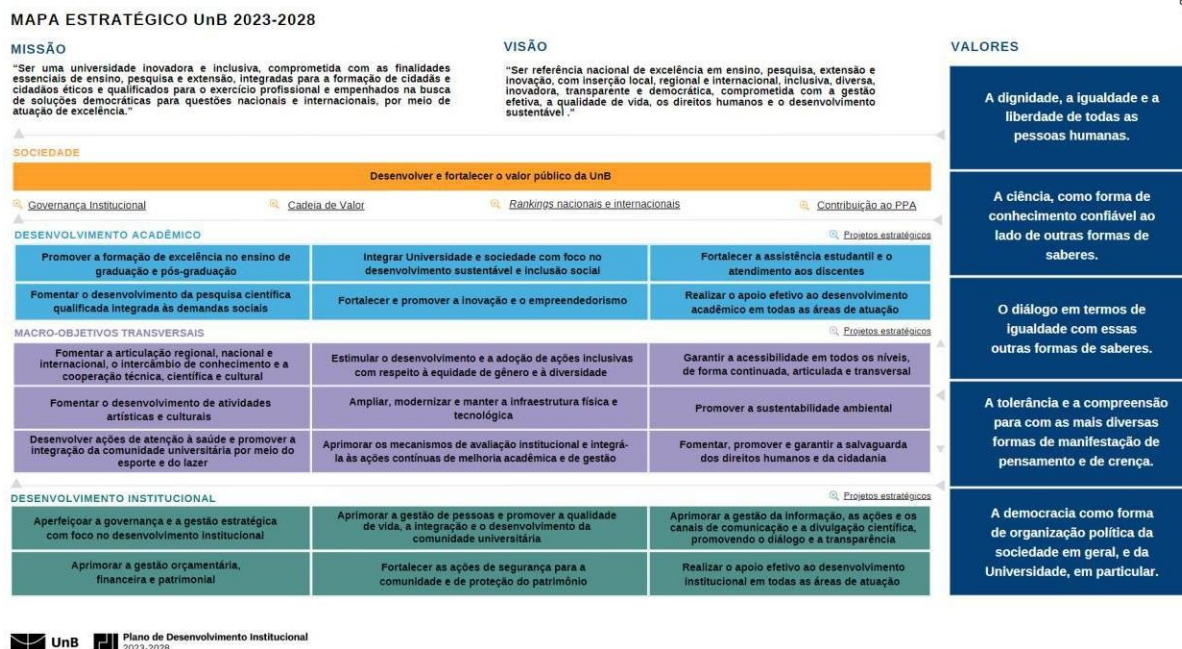 MAPA ESTRATÉGICO UnB 2023-2028
MISSÃO
“Ser uma universidade inovadora e inclusiva, comprometida com as finalidades
essenciais de ensino, pesquisa e extensão, integradas para a formação de cidadãs e
cidadãos éticos e qualificados para o exercício profissional e empenhados na busca
de soluções democráticas para questões nacionais e internacionais, por meio de
atuação de excelência.”
VISÃO
“Ser referência nacional de excelência em ensino, pesquisa, extensão e
inovação, com inserção local, regional e internacional, inclusiva, diversa,
inovadora, transparente e democrática, comprometida com a gestão
efetiva, a qualidade de vida, os direitos humanos e o desenvolvimento
sustentável .”
SOCIEDADE
Desenvolver e fortalecer o valor público da UnB
Governança Institucional
Cadeia de Valor
Rankings nacionais e internacionais
Contribuição ao PPA
DESENVOLVIMENTO ACADÊMICO
Projetos estratégicos
Promover a formação de excelência no ensino de
graduação e pós-graduação
Integrar Universidade e sociedade com foco no
desenvolvimento sustentável e inclusão social
Fortalecer a assistência estudantil e o
atendimento aos discentes
Fomentar o desenvolvimento da pesquisa científica
qualificada integrada às demandas sociais
Fortalecer e promover a inovação e o empreendedorismo
Realizar o apoio efetivo ao desenvolvimento
acadêmico em todas as áreas de atuação
MACRO-OBJETIVOS TRANSVERSAIS
Projetos estratégicos
Fomentar a articulação regional, nacional e
internacional, o intercâmbio de conhecimento e a
cooperação técnica, científica e cultural
Estimular o desenvolvimento e a adoção de ações inclusivas
com respeito à equidade de gênero e à diversidade
Garantir a acessibilidade em todos os níveis,
de forma continuada, articulada e transversal
Fomentar o desenvolvimento de atividades
artísticas e culturais
Ampliar, modernizar e manter a infraestrutura física e
tecnológica
Promover a sustentabilidade ambiental
Desenvolver ações de atenção à saúde e promover a
integração da comunidade universitária por meio do
esporte e do lazer
Aprimorar os mecanismos de avaliação institucional e integrá-
la às ações contínuas de melhoria acadêmica e de gestão
Fomentar, promover e garantir a salvaguarda
dos direitos humanos e da cidadania
DESENVOLVIMENTO INSTITUCIONAL
Projetos estratégicos
Aperfeiçoar a governança e a gestão estratégica
com foco no desenvolvimento institucional
Aprimorar a gestão de pessoas e promover a qualidade
de vida, a integração e o desenvolvimento da
comunidade universitária
Aprimorar a gestão da informação, as ações e os
canais de comunicação e a divulgação científica,
promovendo o diálogo e a transparência
Aprimorar a gestão orçamentária,
financeira e patrimonial
Fortalecer as ações de segurança para a
comunidade e de proteção do patrimônio
Realizar o apoio efetivo ao desenvolvimento
institucional em todas as áreas de atuação
VALORES
A dignidade, a igualdade e a
liberdade de todas as
pessoas humanas.
A ciência, como forma de
conhecimento confiável ao
lado de outras formas de
saberes.
O diálogo em termos de
igualdade com essas
outras formas de saberes.
A tolerância e a compreensão
para com as mais diversas
formas de manifestação de
pensamento e de crença.
A democracia como forma
de organização política da
sociedade em geral, e da
Universidade, em particular.
UnB
Plano de Desenvolvimento Institucional
2023-2028